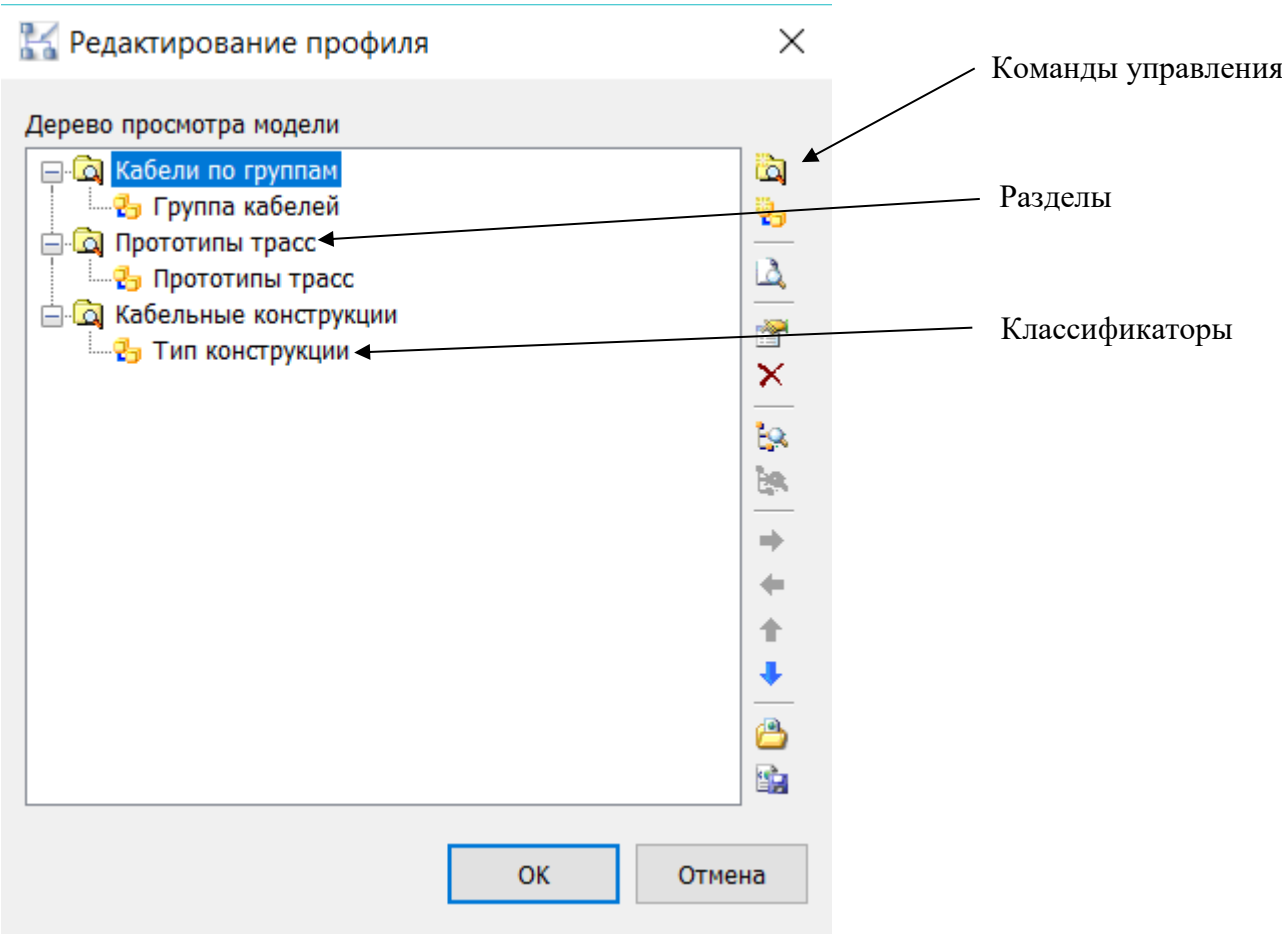 Редактирование профиля
Команды управления
Дерево просмотра модели
Кабели по группам
Группа кабелей
Разделы
Прототипы трасс
Прототипы трасс
Кабельные конструкции
Классификаторы
Тип конструкции
ОК
Отмена